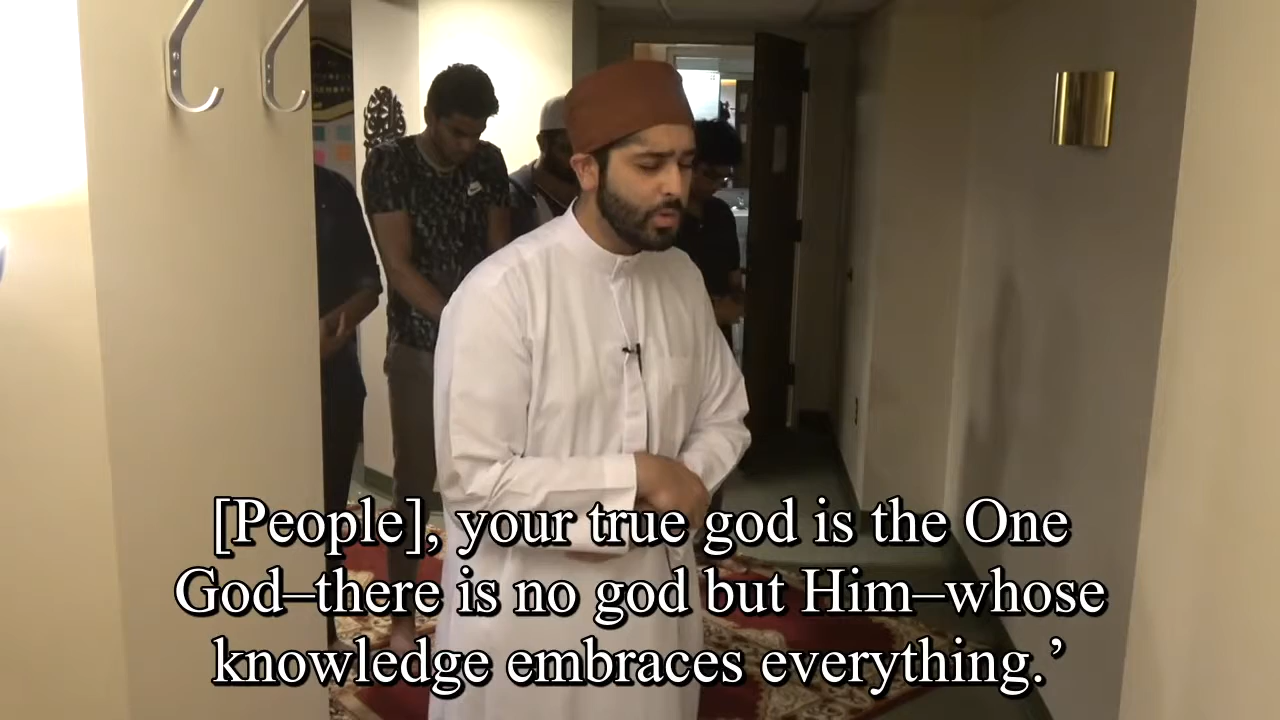 [People], your true god is the One
God–there is no god but Him–whose
knowledge embraces everything.’